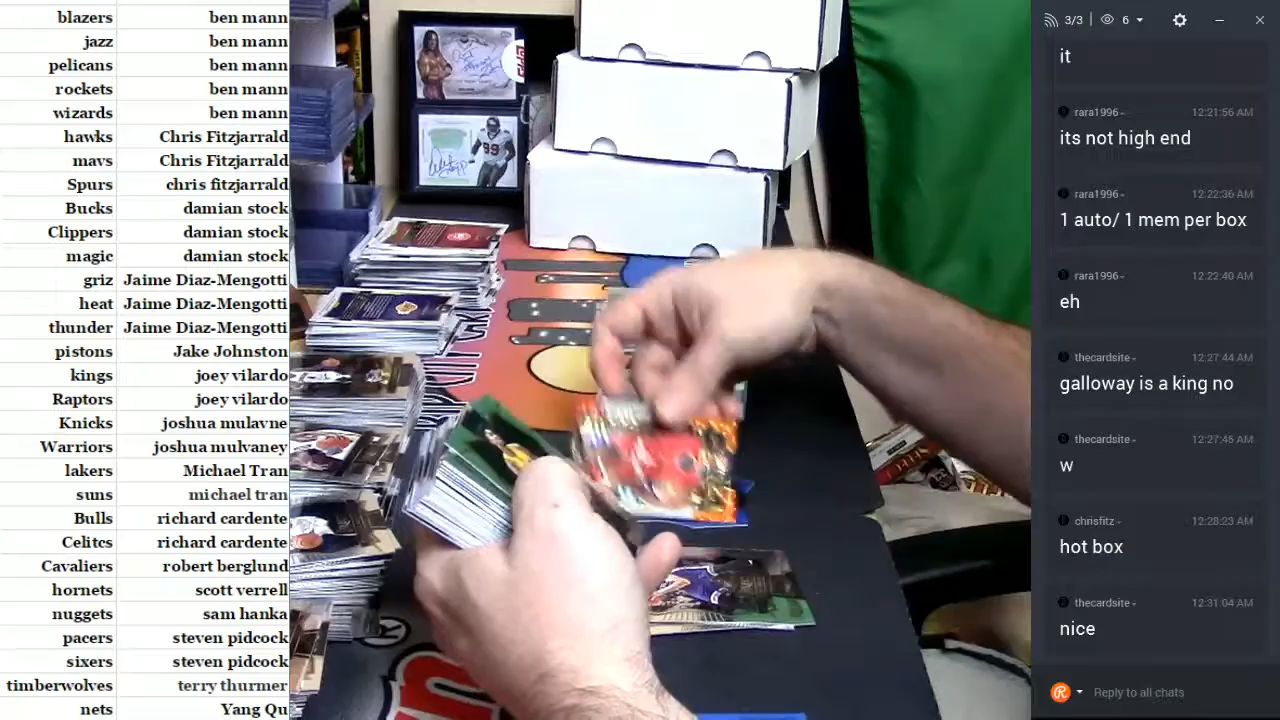 blazers ben mann
jazz ben mann
pelicans ben mann
rockets ben mann
wizards ben mann
hawks Chris Fitzjarrald
mavs Chris Fitzjarrald
Spurs chris fitzjarrald
Bucks damian stock
Clippers damian stock
magic damian stock
griz Jaime Diaz-Mengotti
heat Jaime Diaz-Mengotti
thunder Jaime Diaz-Mengotti
pistons Jake Johnston
kings joey vilardo
Raptors joey vilardo
Knicks joshua mulavne
Warriors joshua mulvaney
lakers Michael Tran
suns michael tran
Bulls richard cardente
Celitcs richard cardente
Cavaliers robert berglund
hornets scott verrell
nuggets sam hanka
pacers steven pidcock
sixers steven pidcock
timberwolves terry thurmer
nets Yang Qu
99
3/3 6
it
rara1996 12:21:56 AM
its not high end
rara1996 12:22:36 AM
1 auto/ 1 mem per box
rara1996 12:22:40 AM
eh
thecardsite 12:27:44 AM
galloway is a king no
thecardsite 12:27:45 AM
w
chrisfitz 12:28:23 AM
hot box
thecardsite 12:31:04 AM
nice
Reply to all chats